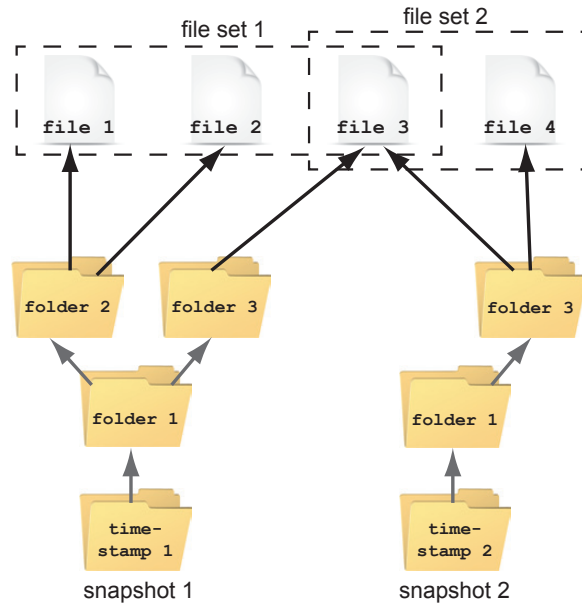 file set 1
file set 2
file 1
file 2
file 3
file 4
folder 2
folder 3
folder 3
folder 1
folder 1
time-
stamp 1
time-
stamp 2
snapshot 1
snapshot 2